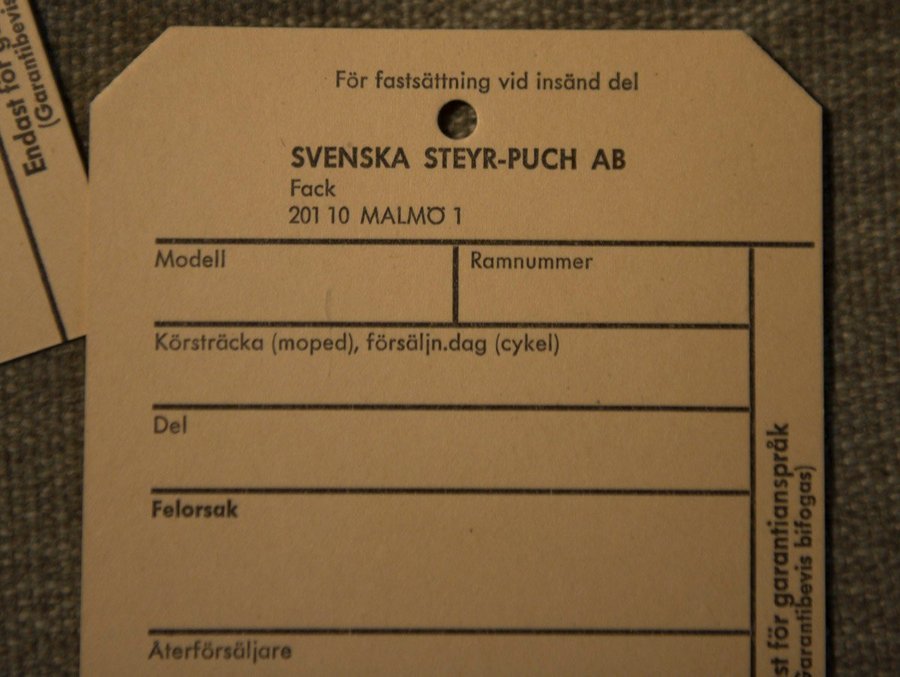 För fastsättning vid insänd del
SVENSKA STEYR-PUCH AB
Fack
201 10 MALMÖ 1
Modell
Ramnummer
Körsträcka (moped), försäljn.dag (cykel)
Del
Felorsak
Återförsäljare
för garantianspråk
Garantibevis bifogas)
Endast för
(Garantibevis